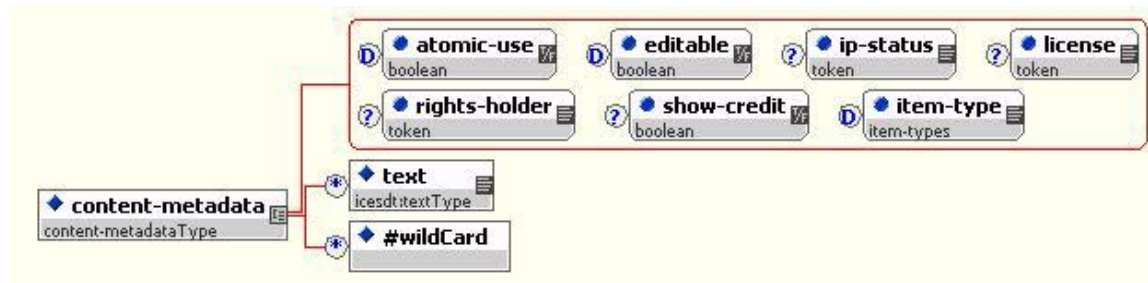 D atomic-use T/F D editable T/F ? ip-status ? license
boolean boolean token token
? rights-holder ? show-credit T/F D item-type
token boolean item-types
* text
icesdt:textType
content-metadata
content-metadataType
* #wildCard